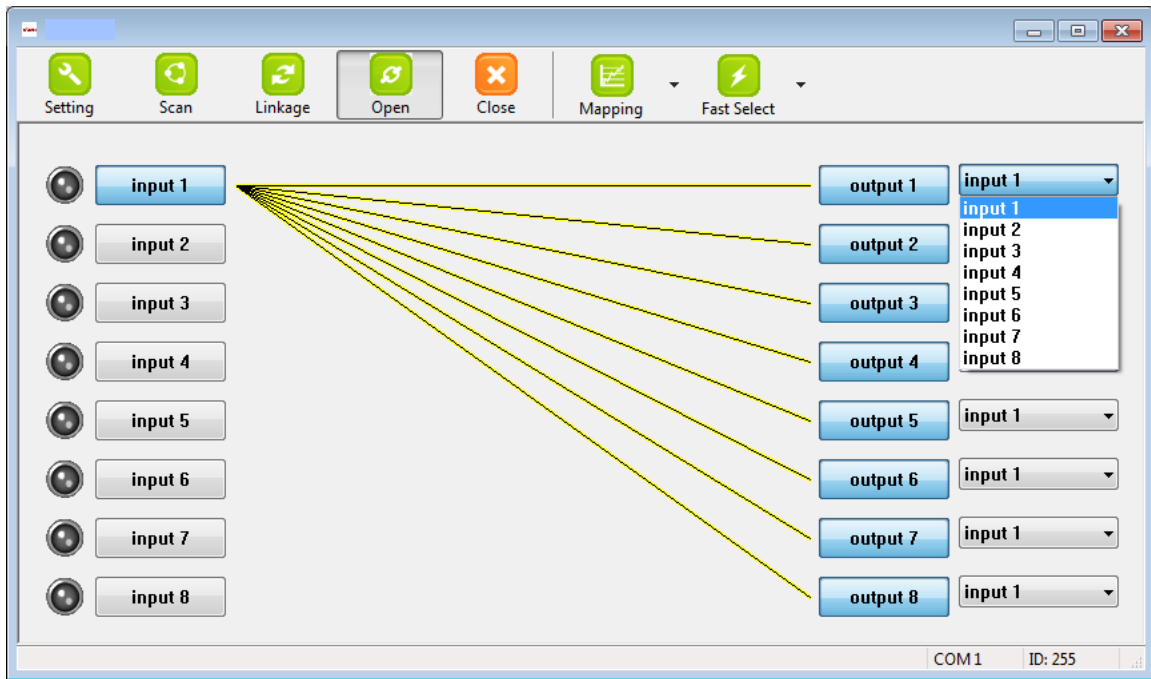 Setting Scan Linkage Open Close Mapping Fast Select
input 1 output 1 input 1
input 1
input 2 output 2 input 2
input 3
input 3 output 3 input 4
input 5
input 6
input 4 output 4 input 7
input 8
input 5 output 5 input 1
input 6 output 6 input 1
input 7 output 7 input 1
input 8 output 8 input 1
COM 1 ID: 255